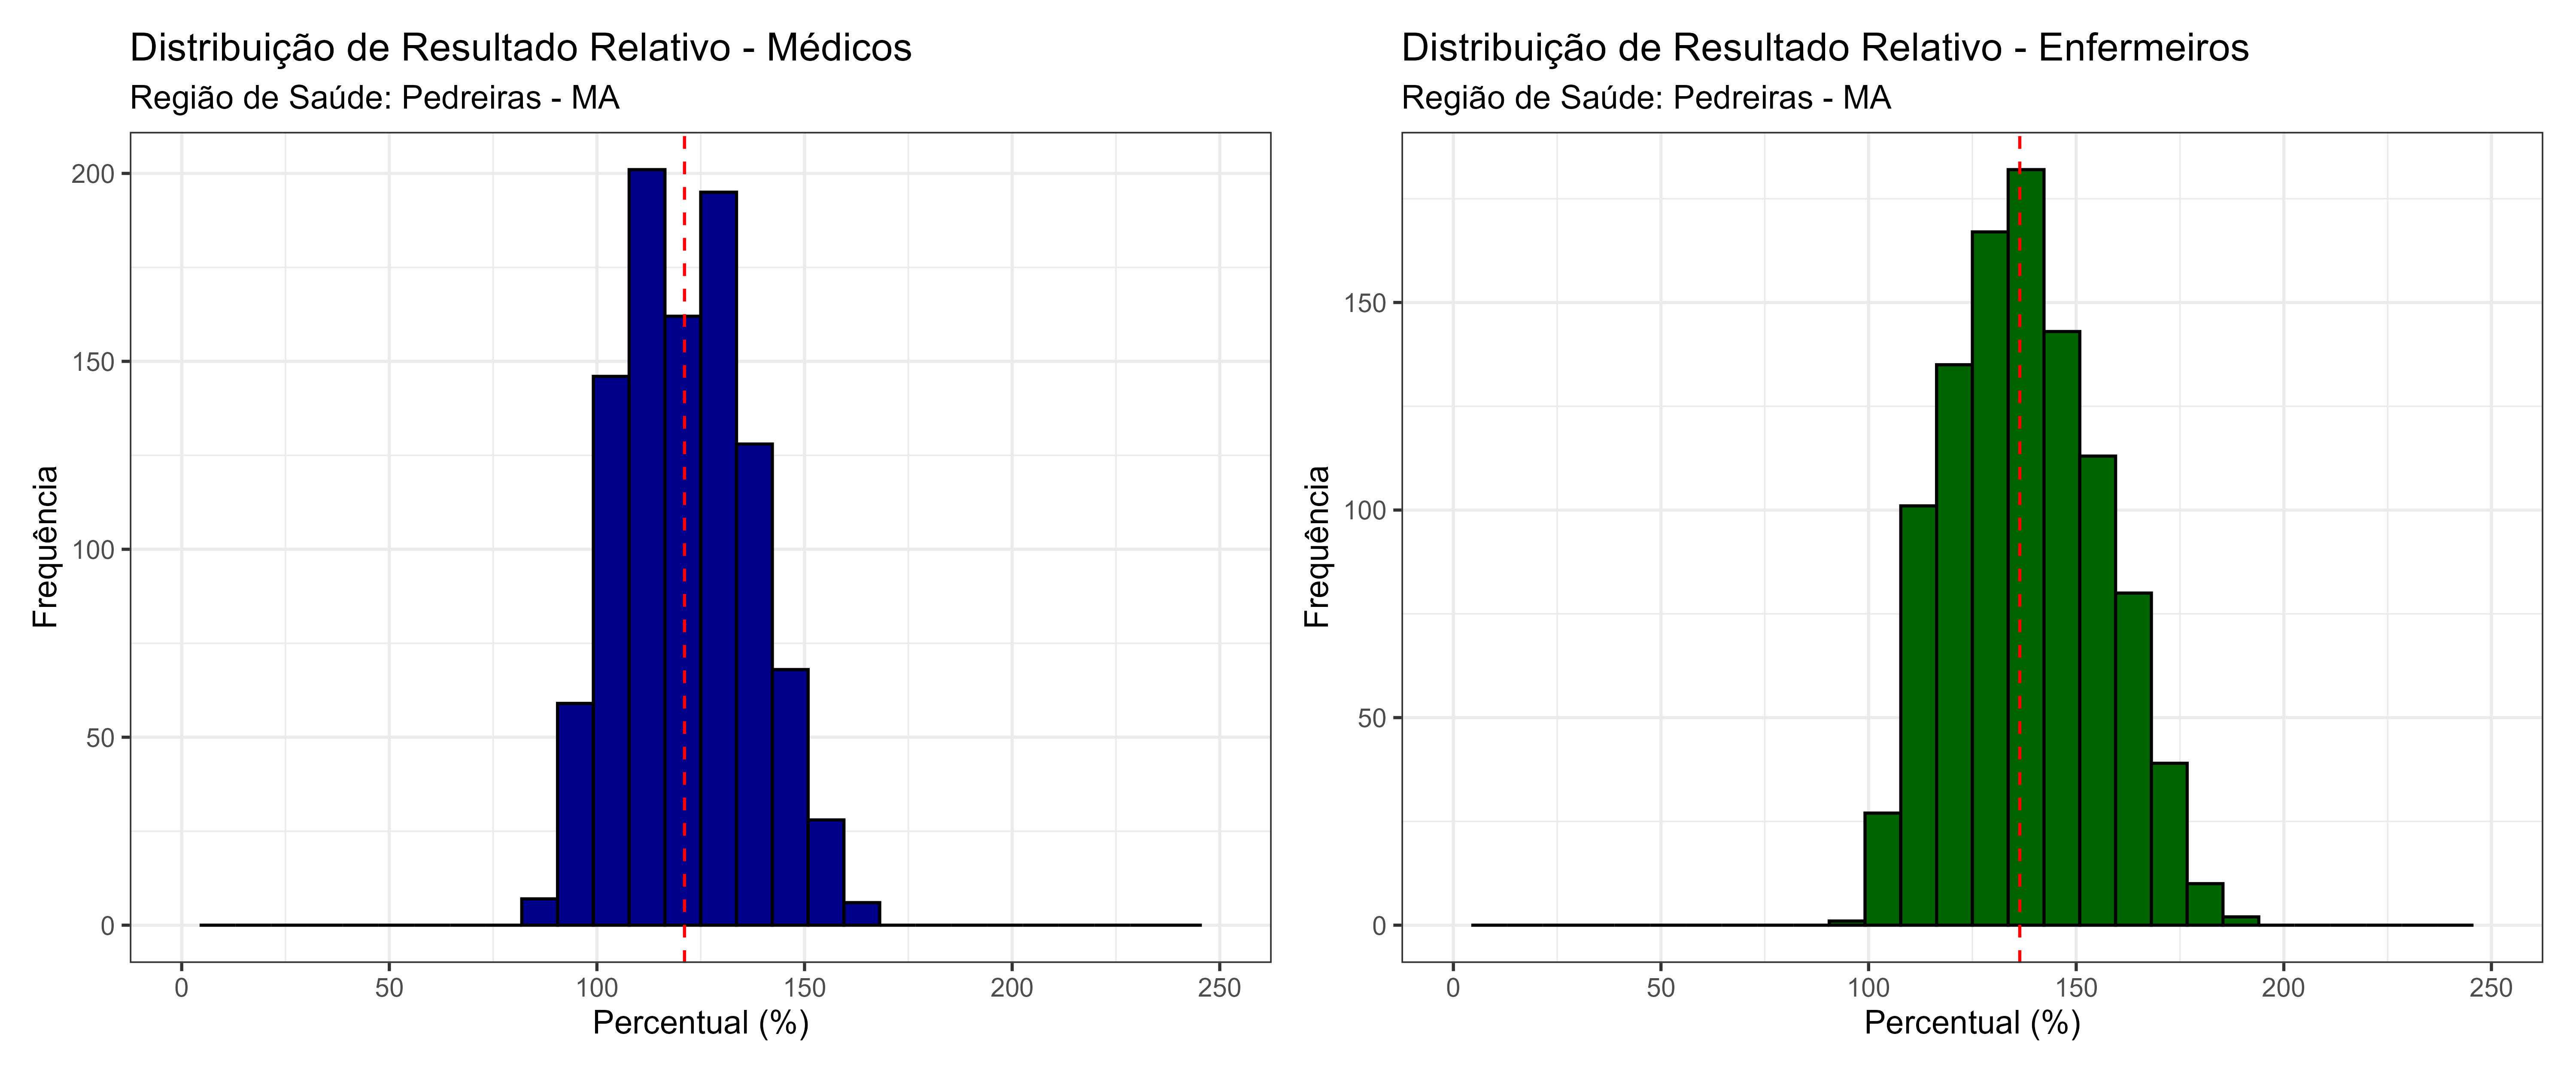 Distribuição de Resultado Relativo - Médicos
Região de Saúde: Pedreiras - MA
200
150
100
50
0
Frequência
0 50 100 150 200 250
Percentual (%)
Distribuição de Resultado Relativo - Enfermeiros
Região de Saúde: Pedreiras - MA
150
100
50
0
Frequência
0 50 100 150 200 250
Percentual (%)